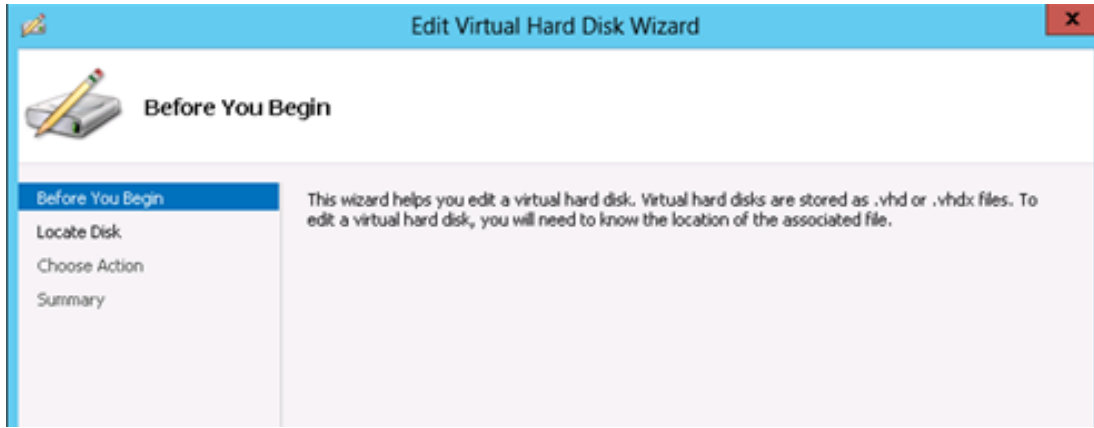 Edit Virtual Hard Disk Wizard
x
Before You Begin
Before You Begin
Locate Disk
Choose Action
Summary
This wizard helps you edit a virtual hard disk. Virtual hard disks are stored as .vhd or .vhdx files. To
edit a virtual hard disk, you will need to know the location of the associated file.